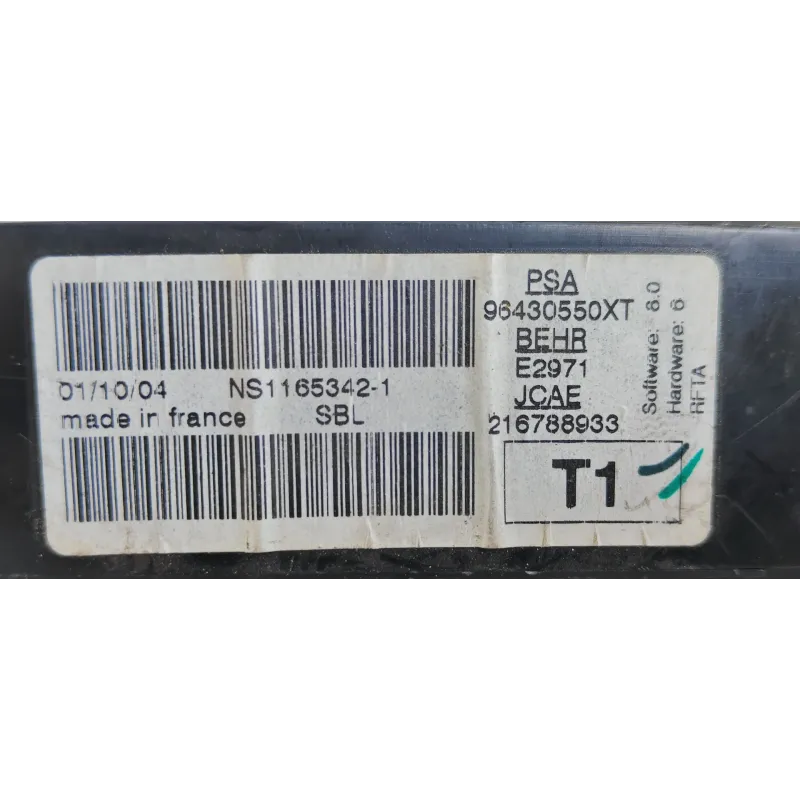 01/10/04 NS1165342-1
made in france SBL
PSA
96430550XT
BEHR
E2971
JCAE
216788933
T1
Software: 8.0
Hardware: 6
RFTA